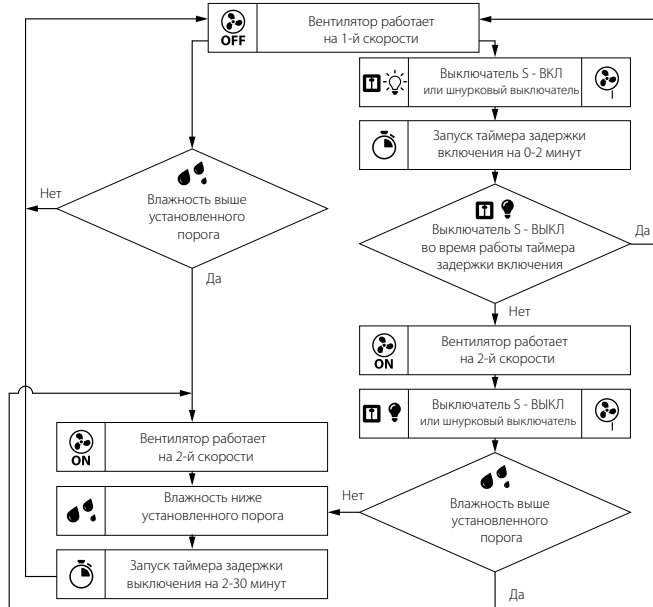 OFF
Вентилятор работает
на 1-й скорости
Выключатель S - ВКЛ
или шнурковый выключатель
Запуск таймера задержки
включения на 0-2 минут
Нет
Влажность выше
установленного
порога
Да
Выключатель S - ВЫКЛ
во время работы таймера
задержки включения
Да
Нет
ON
Вентилятор работает
на 2-й скорости
Выключатель S - ВЫКЛ
или шнурковый выключатель
ON
Вентилятор работает
на 2-й скорости
Влажность ниже
установленного порога
Нет
Влажность выше
установленного
порога
Запуск таймера задержки
выключения на 2-30 минут
Да